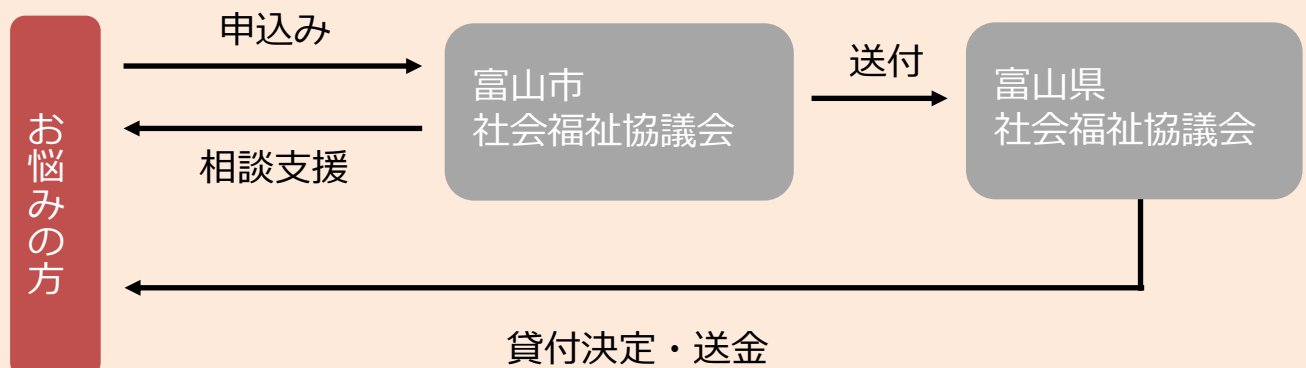 お悩みの方
申込み
相談支援
富山市
社会福祉協議会
送付
富山県
社会福祉協議会
貸付決定・送金